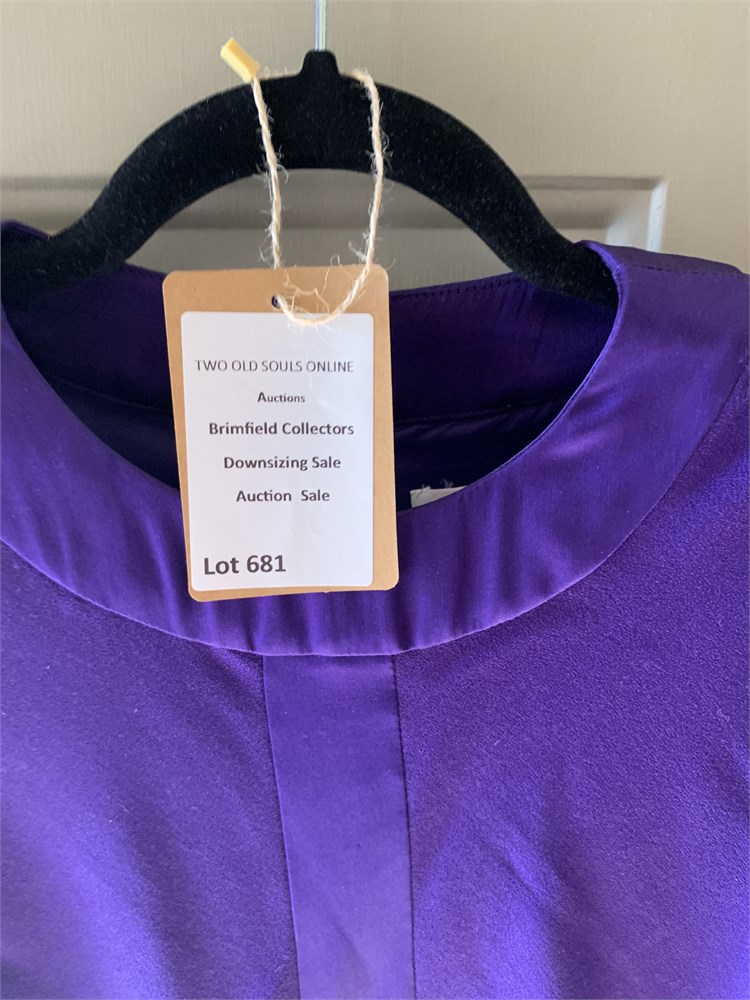 TWO OLD SOULS ONLINE
Auctions
Brimfield Collectors
Downsizing Sale
Auction Sale
Lot 681